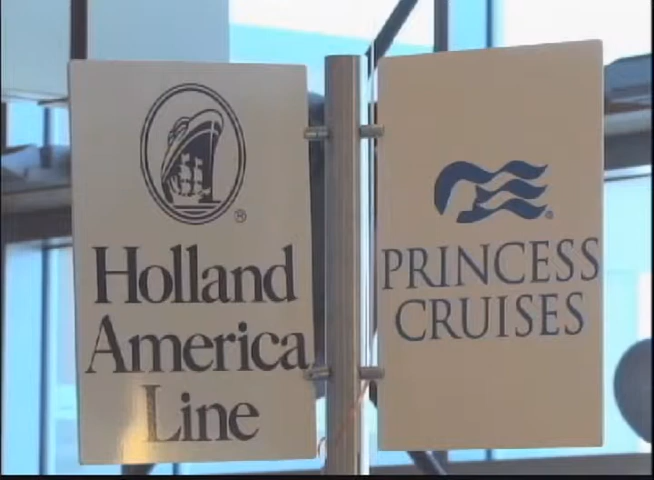 ®
Holland
America
Line
®
PRINCESS
CRUISES